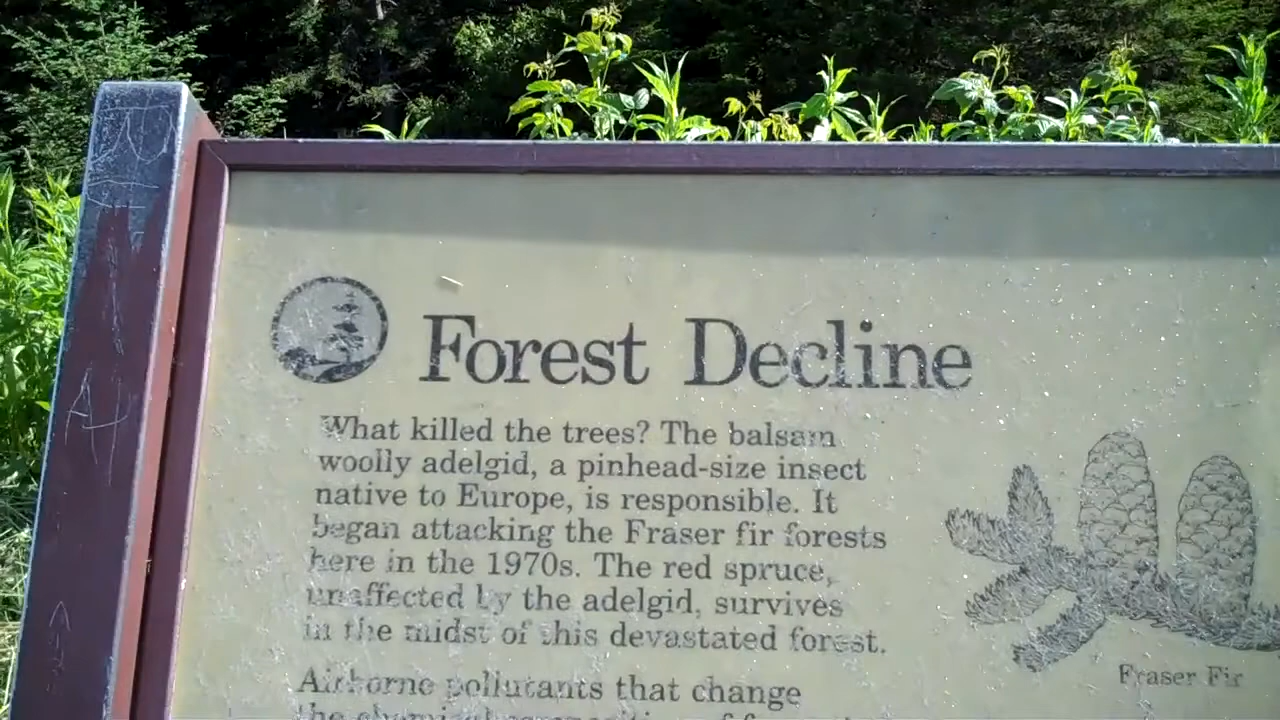 Forest Decline
What killed the trees? The balsam
woolly adelgid, a pinhead-size insect
native to Europe, is responsible. It
began attacking the Fraser fir forests
here in the 1970s. The red spruce,
unaffected by the adelgid, survives
in the midst of this devastated forest.
Airborne pollutants that change
Fraser Fir